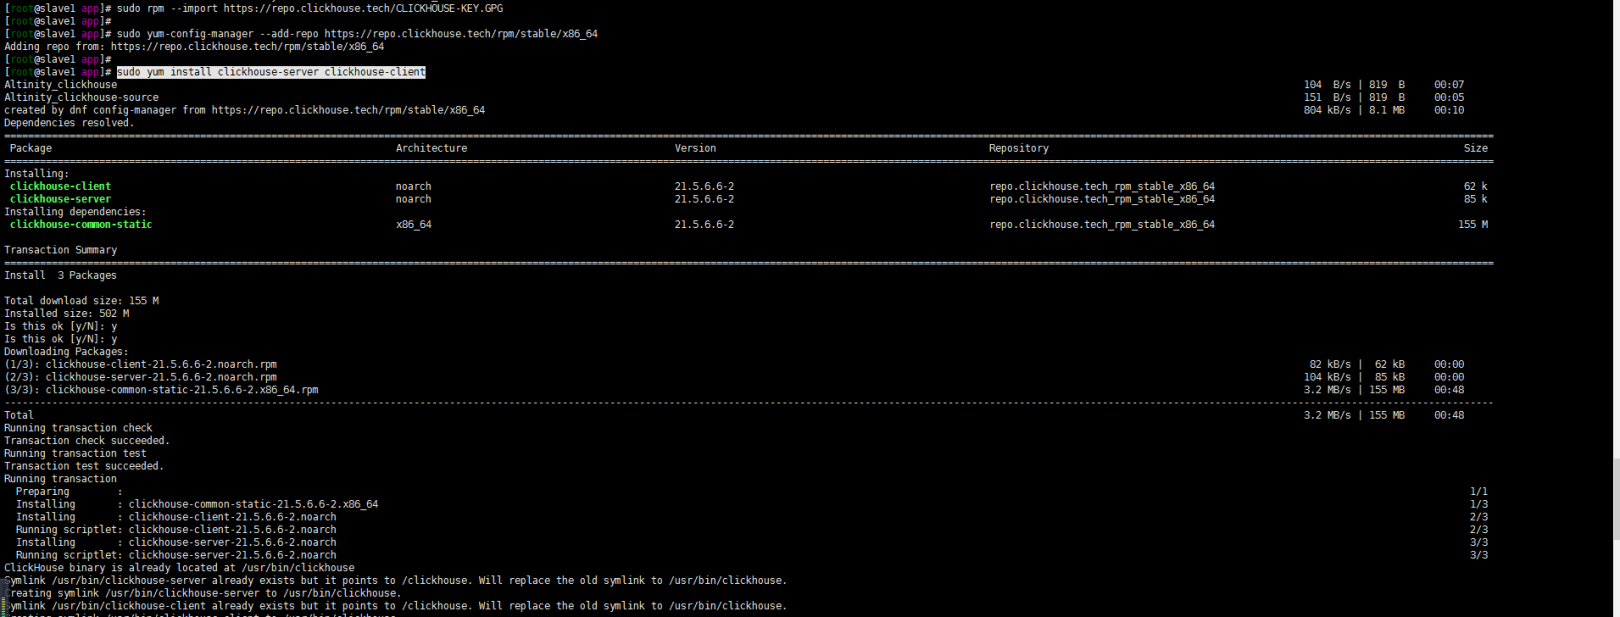 [root@slave1 app]# sudo rpm --import https://repo.clickhouse.tech/CLICKHOUSE-KEY.GPG
[root@slave1 app]#
[root@slave1 app]# sudo yum-config-manager --add-repo https://repo.clickhouse.tech/rpm/stable/x86_64
Adding repo from: https://repo.clickhouse.tech/rpm/stable/x86_64
[root@slave1 app]#
[root@slave1 app]# sudo yum install clickhouse-server clickhouse-client
Altinity_clickhouse 104 B/s | 819 B 00:07
Altinity_clickhouse-source 151 B/s | 819 B 00:05
created by dnf config-manager from https://repo.clickhouse.tech/rpm/stable/x86_64 804 kB/s | 8.1 MB 00:10
Dependencies resolved.
Package Architecture Version Repository Size
Installing:
clickhouse-client noarch 21.5.6.6-2 repo.clickhouse.tech_rpm_stable_x86_64 62 k
clickhouse-server noarch 21.5.6.6-2 repo.clickhouse.tech_rpm_stable_x86_64 85 k
Installing dependencies:
clickhouse-common-static x86_64 21.5.6.6-2 repo.clickhouse.tech_rpm_stable_x86_64 155 M
Transaction Summary
Install 3 Packages
Total download size: 155 M
Installed size: 502 M
Is this ok [y/N]: y
Is this ok [y/N]: y
Downloading Packages:
(1/3): clickhouse-client-21.5.6.6-2.noarch.rpm 82 kB/s | 62 kB 00:00
(2/3): clickhouse-server-21.5.6.6-2.noarch.rpm 104 kB/s | 85 kB 00:00
(3/3): clickhouse-common-static-21.5.6.6-2.x86_64.rpm 3.2 MB/s | 155 MB 00:48
Total 3.2 MB/s | 155 MB 00:48
Running transaction check
Transaction check succeeded.
Running transaction test
Transaction test succeeded.
Running transaction
Preparing : 1/1
Installing : clickhouse-common-static-21.5.6.6-2.x86_64 1/3
Installing : clickhouse-client-21.5.6.6-2.noarch 2/3
Running scriptlet: clickhouse-client-21.5.6.6-2.noarch 2/3
Installing : clickhouse-server-21.5.6.6-2.noarch 3/3
Running scriptlet: clickhouse-server-21.5.6.6-2.noarch 3/3
ClickHouse binary is already located at /usr/bin/clickhouse
Symlink /usr/bin/clickhouse-server already exists but it points to /clickhouse. Will replace the old symlink to /usr/bin/clickhouse.
Creating symlink /usr/bin/clickhouse-server to /usr/bin/clickhouse.
Symlink /usr/bin/clickhouse-client already exists but it points to /clickhouse. Will replace the old symlink to /usr/bin/clickhouse.